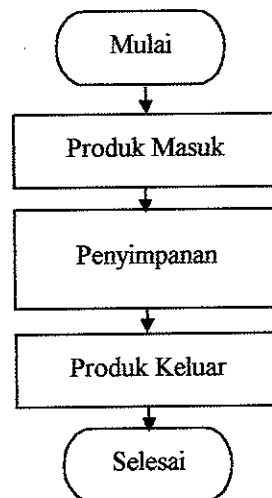 Mulai
Produk Masuk
Penyimpanan
Produk Keluar
Selesai